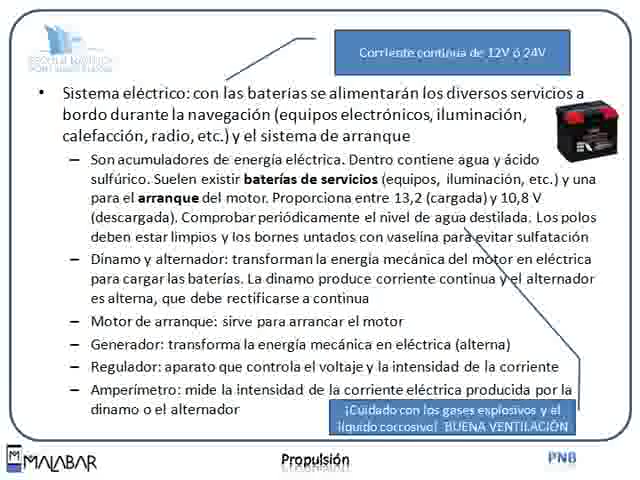 Corriente continua de 12V ó 24V
• Sistema eléctrico: con las baterías se alimentarán los diversos servicios a
bordo durante la navegación (equipos electrónicos, iluminación,
calefacción, radio, etc.) y el sistema de arranque
– Son acumuladores de energía eléctrica. Dentro contiene agua y ácido
sulfúrico. Suelen existir baterías de servicios (equipos, iluminación, etc.) y una
para el arranque del motor. Proporciona entre 13,2 (cargada) y 10,8 V
(descargada). Comprobar periódicamente el nivel de agua destilada. Los polos
deben estar limpios y los bornes untados con vaselina para evitar sulfatación
– Dínamo y alternador: transforman la energía mecánica del motor en eléctrica
para cargar las baterías. La dinamo produce corriente continua y el alternador
es alterna, que debe rectificarse a continua
– Motor de arranque: sirve para arrancar el motor
– Generador: transforma la energía mecánica en eléctrica (alterna)
– Regulador: aparato que controla el voltaje y la intensidad de la corriente
– Amperímetro: mide la intensidad de la corriente eléctrica producida por la
dinamo o el alternador
¡Cuidado con los gases explosivos y el
líquido corrosivo! BUENA VENTILACIÓN
MALABAR
Propulsión
PNB